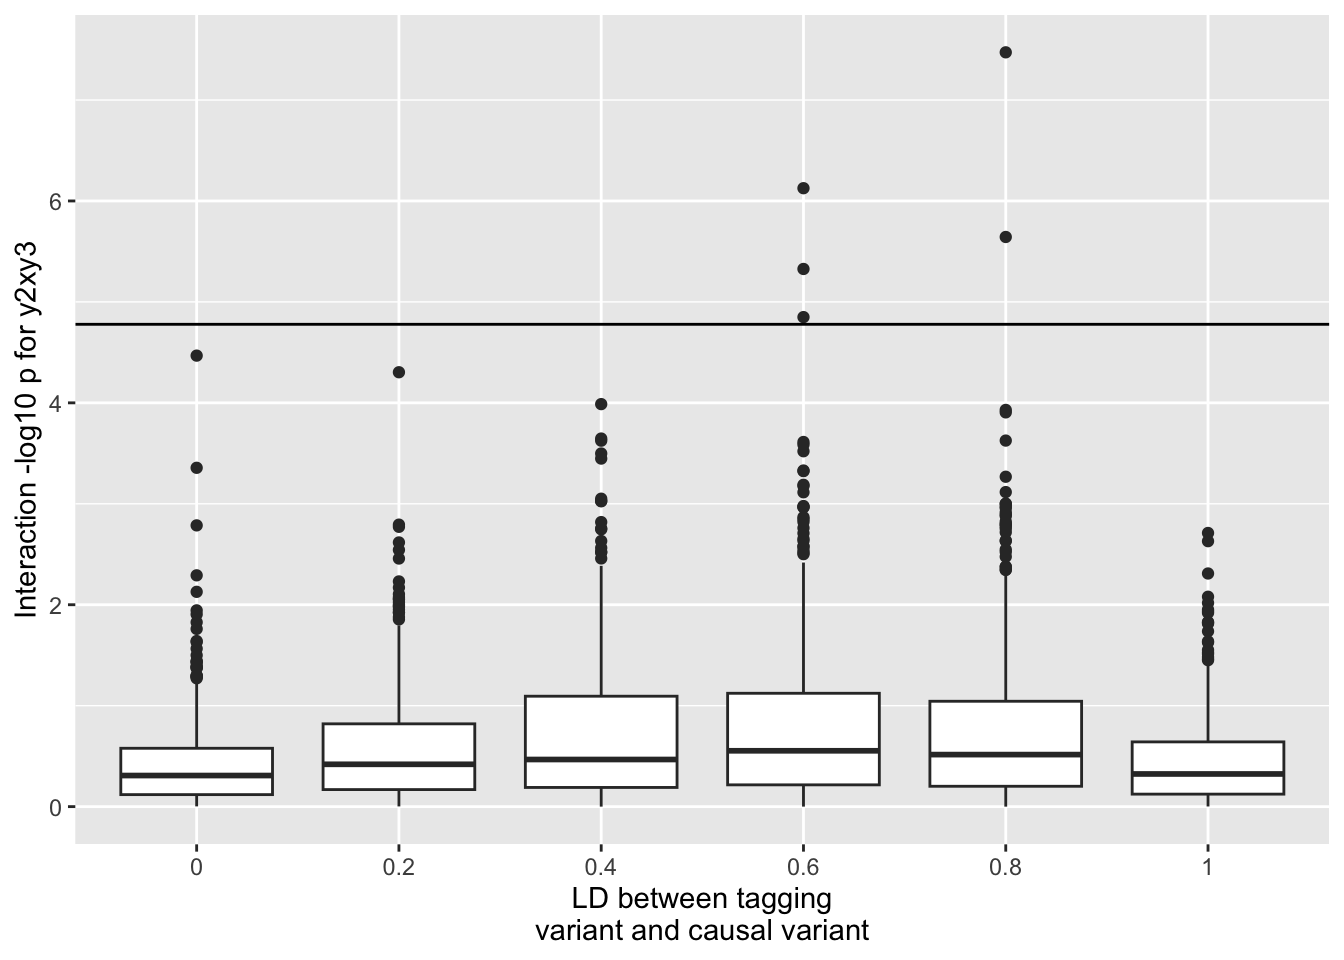 Interaction -log10 p for y2xy3
6
4
2
0
0 0.2 0.4 0.6 0.8 1
LD between tagging
variant and causal variant